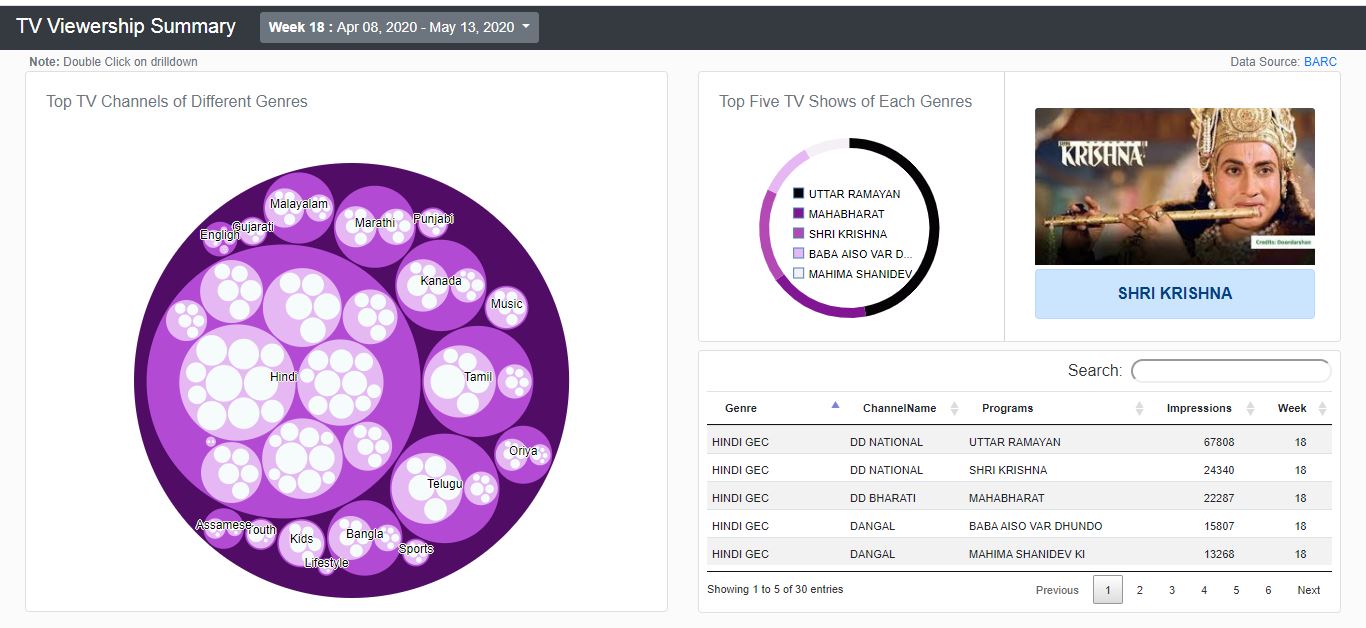 TV Viewership Summary
Week 18 : Apr 08, 2020 - May 13, 2020
Note: Double Click on drilldown
Data Source: BARC
Top TV Channels of Different Genres
Malayalam
Marathi
Punjabi
Gujarati
English
Kanada
Music
Hindi
Tamil
Oriya
Telugu
Assamese
Youth
Kids
Bangla
Sports
Lifestyle
Top Five TV Shows of Each Genres
UTTAR RAMAYAN
MAHABHARAT
SHRI KRISHNA
BABA AISO VAR D...
MAHIMA SHANIDEV
KRISHNA
Credits: Doordarshan
SHRI KRISHNA
Search:
Genre ChannelName Programs Impressions Week
HINDI GEC DD NATIONAL UTTAR RAMAYAN 67808 18
HINDI GEC DD NATIONAL SHRI KRISHNA 24340 18
HINDI GEC DD BHARATI MAHABHARAT 22287 18
HINDI GEC DANGAL BABA AISO VAR DHUNDO 15807 18
HINDI GEC DANGAL MAHIMA SHANIDEV KI 13268 18
Showing 1 to 5 of 30 entries
Previous 1 2 3 4 5 6 Next